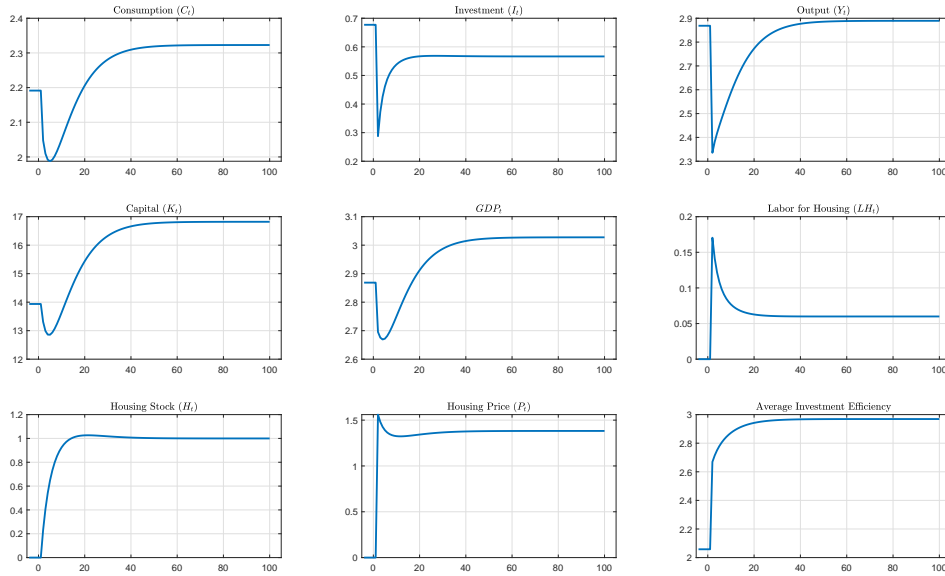 Consumption (Cₜ)
2.4
2.3
2.2
2.1
2
0 20 40 60 80 100
Investment (Iₜ)
0.7
0.6
0.5
0.4
0.3
0.2
0 20 40 60 80 100
Output (Yₜ)
2.9
2.8
2.7
2.6
2.5
2.4
2.3
0 20 40 60 80 100
Capital (Kₜ)
17
16
15
14
13
12
0 20 40 60 80 100
GDPₜ
3.1
3
2.9
2.8
2.7
2.6
0 20 40 60 80 100
Labor for Housing (LHₜ)
0.2
0.15
0.1
0.05
0
0 20 40 60 80 100
Housing Stock (Hₜ)
1.2
1
0.8
0.6
0.4
0.2
0
0 20 40 60 80 100
Housing Price (Pₜ)
1.5
1
0.5
0
0 20 40 60 80 100
Average Investment Efficiency
3
2.8
2.6
2.4
2.2
2
0 20 40 60 80 100